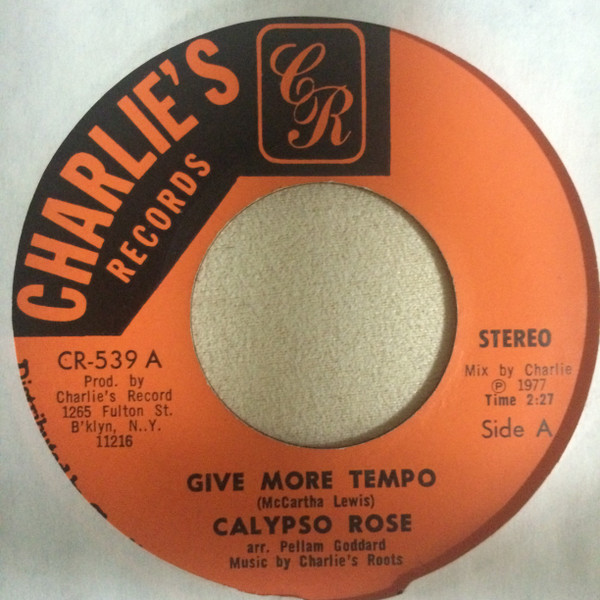 CHARLIE'S
RECORDS
CR
CR-539 A
Prod. by
Charlie's Record
1265 Fulton St.
B'klyn, N..Y.
11216
STEREO
Mix by Charlie
℗ 1977
Time 2:27
Side A
GIVE MORE TEMPO
(McCartha Lewis)
CALYPSO ROSE
arr. Pellam Goddard
Music by Charlie's Roots